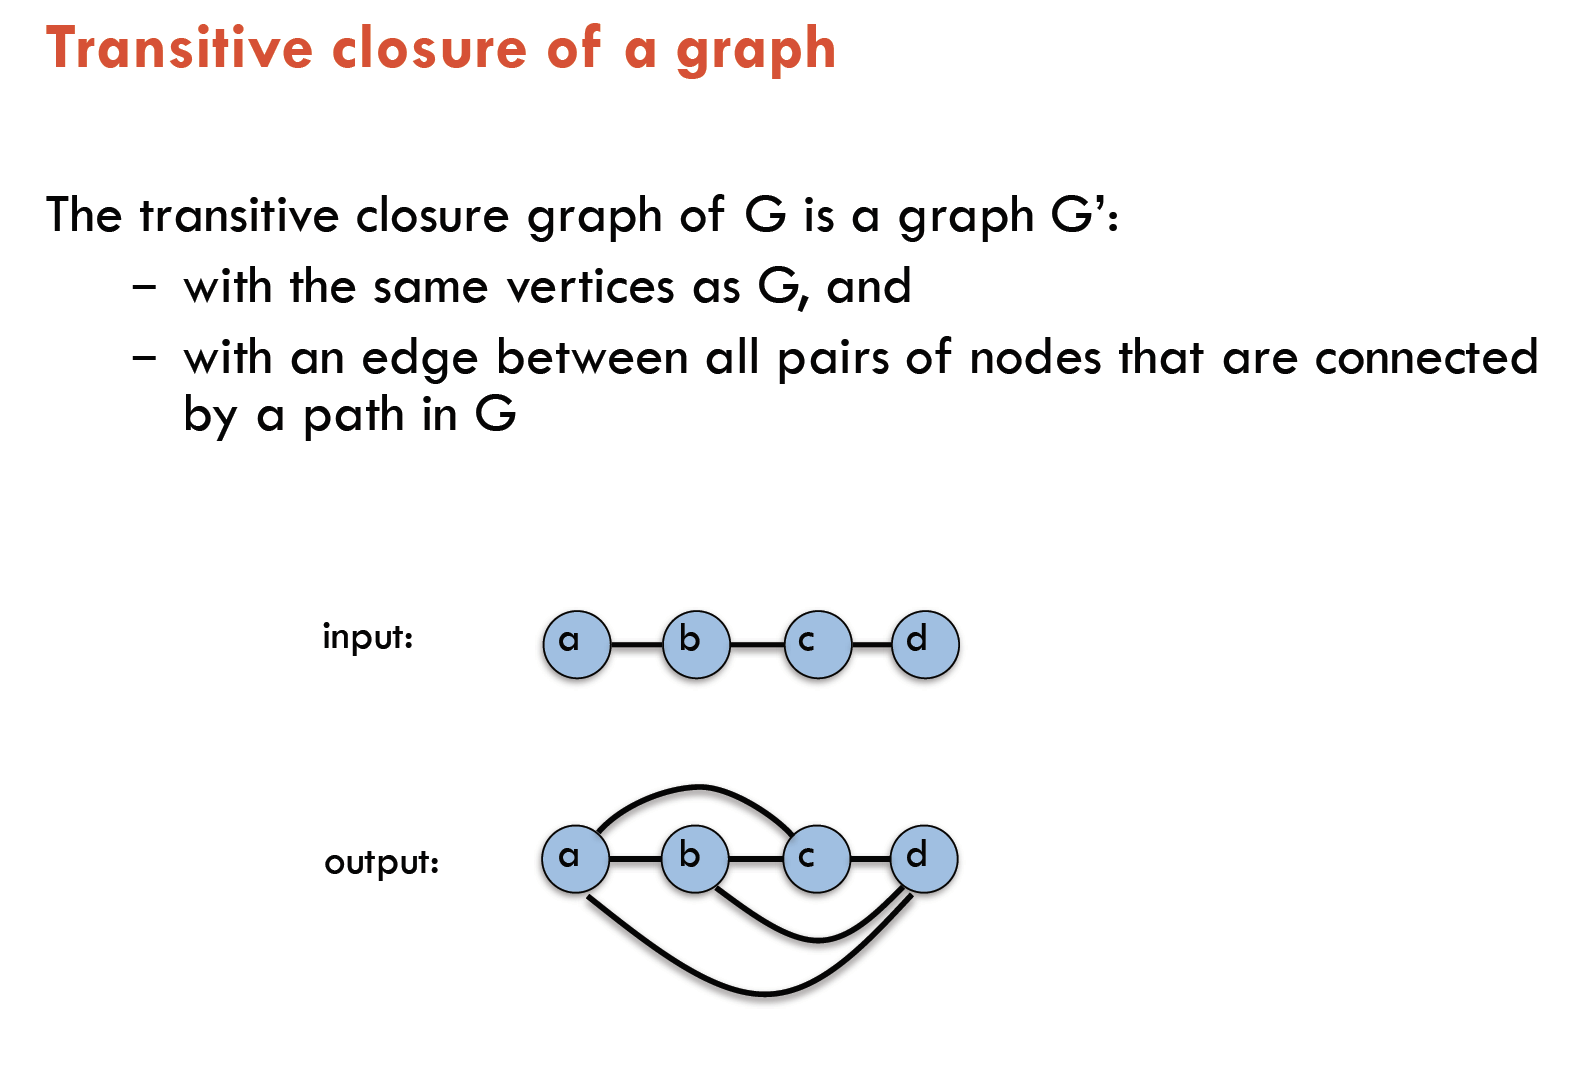 Transitive closure of a graph
The transitive closure graph of G is a graph G’:
– with the same vertices as G, and
– with an edge between all pairs of nodes that are connected
by a path in G
input:
a b c d
output:
a b c d